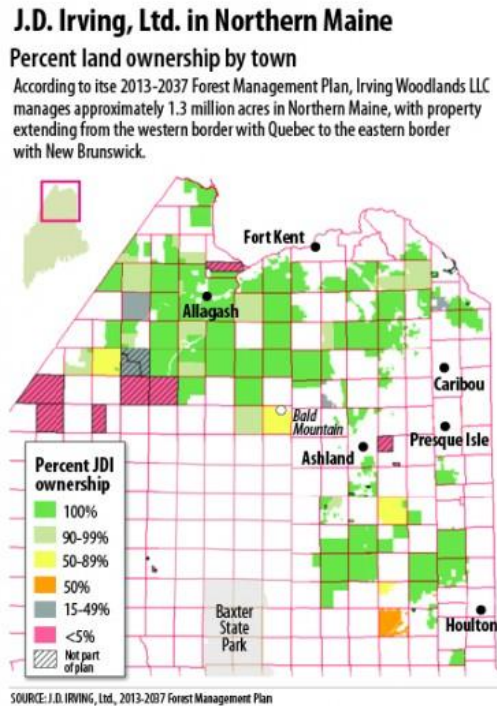 J.D. Irving, Ltd. in Northern Maine
Percent land ownership by town
According to itse 2013-2037 Forest Management Plan, Irving Woodlands LLC
manages approximately 1.3 million acres in Northern Maine, with property
extending from the western border with Quebec to the eastern border
with New Brunswick.
Fort Kent
Allagash
Caribou
Bald
Mountain
Presque Isle
Ashland
Percent JDI
ownership
100%
90-99%
50-89%
50%
15-49%
<5%
Not part
of plan
Baxter
State
Park
Houlton
SOURCE: J.D. IRVING, Ltd., 2013-2037 Forest Management Plan